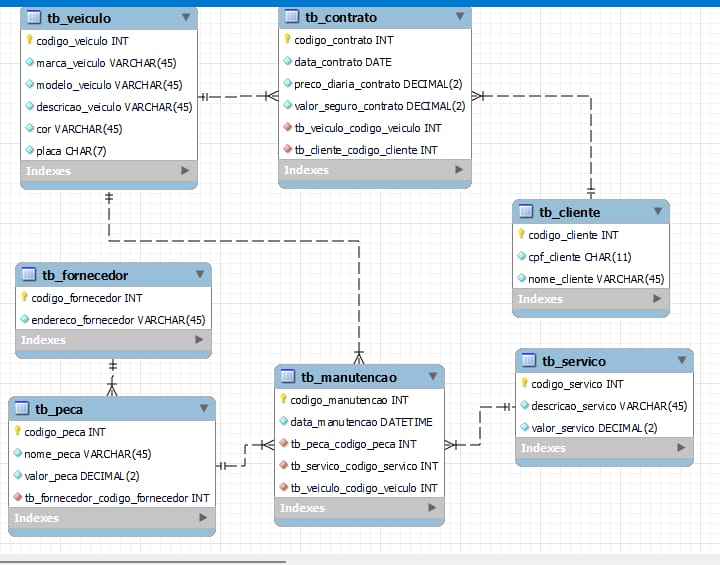 tb_veiculo
codigo_veiculo INT
marca_veiculo VARCHAR(45)
modelo_veiculo VARCHAR(45)
descricao_veiculo VARCHAR(45)
cor VARCHAR(45)
placa CHAR(7)
Indexes
tb_contrato
codigo_contrato INT
data_contrato DATE
preco_diaria_contrato DECIMAL(2)
valor_seguro_contrato DECIMAL(2)
tb_veiculo_codigo_veiculo INT
tb_cliente_codigo_cliente INT
Indexes
tb_cliente
codigo_cliente INT
cpf_cliente CHAR(11)
nome_cliente VARCHAR(45)
Indexes
tb_fornecedor
codigo_fornecedor INT
endereco_fornecedor VARCHAR(45)
Indexes
tb_peca
codigo_peca INT
nome_peca VARCHAR(45)
valor_peca DECIMAL(2)
tb_fornecedor_codigo_fornecedor INT
Indexes
tb_manutencao
codigo_manutencao INT
data_manutencao DATETIME
tb_peca_codigo_peca INT
tb_servico_codigo_servico INT
tb_veiculo_codigo_veiculo INT
Indexes
tb_servico
codigo_servico INT
descricao_servico VARCHAR(45)
valor_servico DECIMAL(2)
Indexes